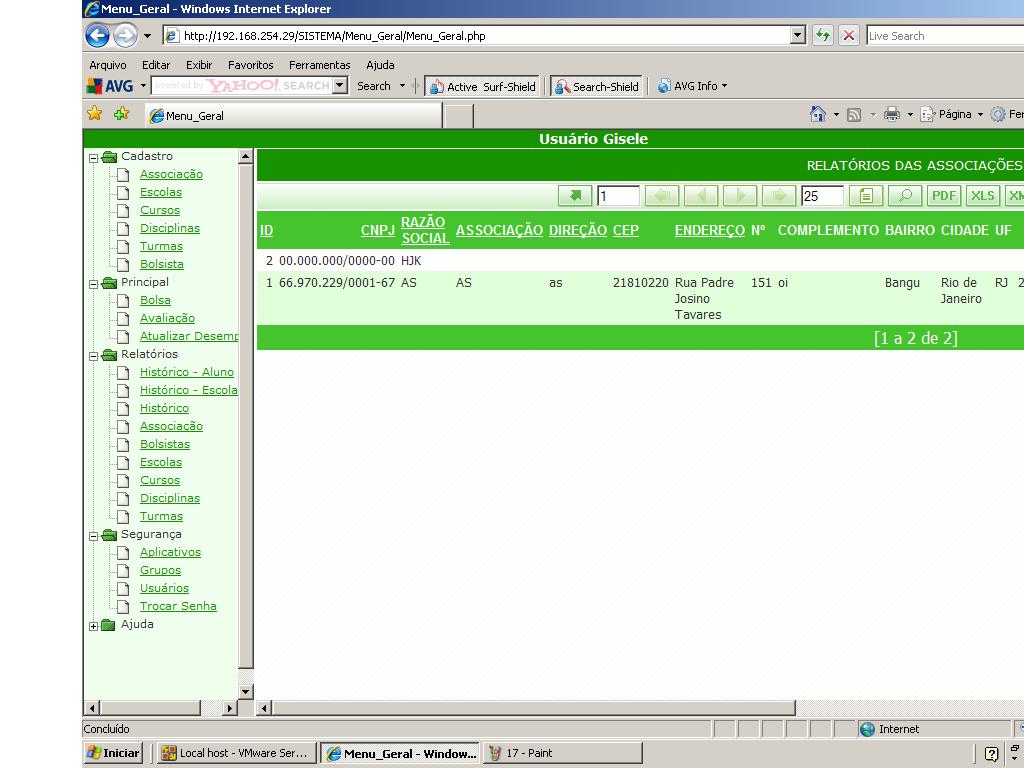 Menu_Geral - Windows Internet Explorer
http://192.168.254.29/SISTEMA/Menu_Geral/Menu_Geral.php
Live Search
Arquivo Editar Exibir Favoritos Ferramentas Ajuda
AVG powered by YAHOO! SEARCH Search Active Surf-Shield Search-Shield AVG Info
Menu_Geral Página Fer
Usuário Gisele
Cadastro
Associação
Escolas
Cursos
Disciplinas
Turmas
Bolsista
Principal
Bolsa
Avaliação
Atualizar Desemp
Relatórios
Histórico - Aluno
Histórico - Escola
Histórico
Associação
Bolsistas
Escolas
Cursos
Disciplinas
Turmas
Segurança
Aplicativos
Grupos
Usuários
Trocar Senha
Ajuda
RELATÓRIOS DAS ASSOCIAÇÕES
1 25 PDF XLS XM
ID CNPJ RAZÃO SOCIAL ASSOCIAÇÃO DIREÇÃO CEP ENDEREÇO Nº COMPLEMENTO BAIRRO CIDADE UF
2 00.000.000/0000-00 HJK
1 66.970.229/0001-67 AS AS as 21810220 Rua Padre Josino Tavares 151 oi Bangu Rio de Janeiro RJ 2
[1 a 2 de 2]
Concluído Internet
Iniciar Local host - VMware Ser... Menu_Geral - Window... 17 - Paint